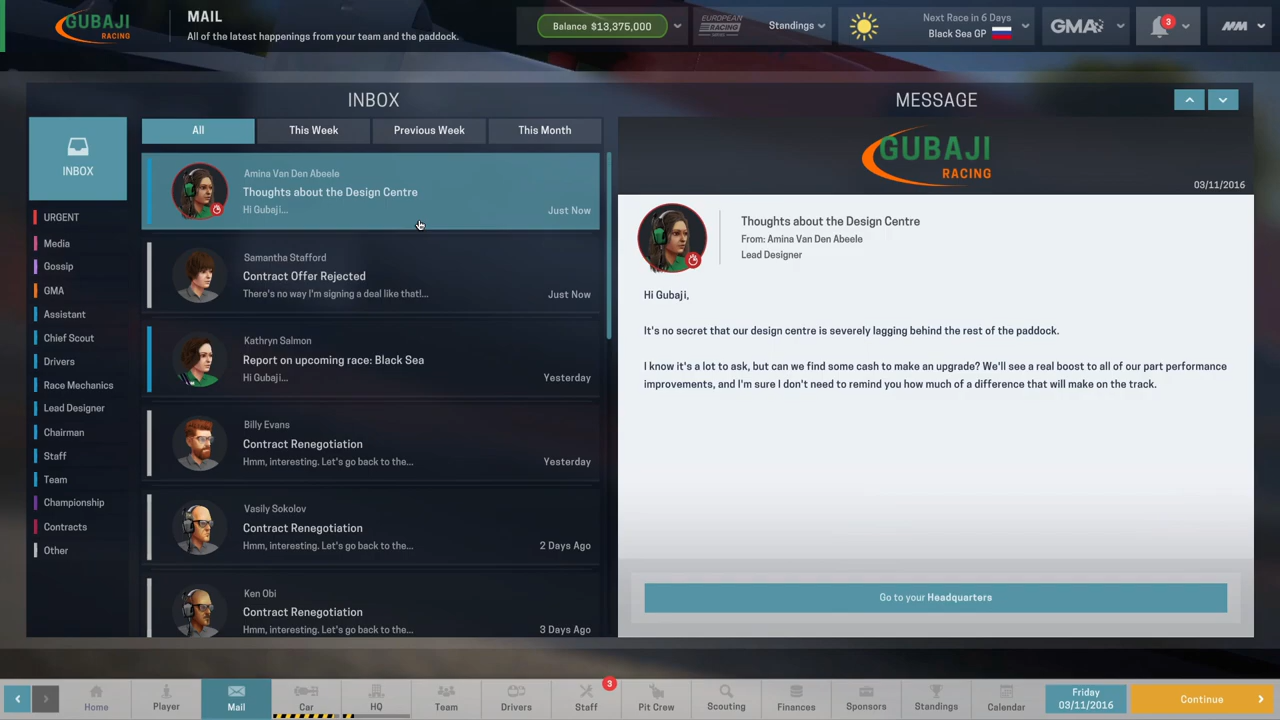 GUBAJI
RACING
MAIL
All of the latest happenings from your team and the paddock.
Balance $13,375,000
EUROPEAN
RACING
SERIES
Standings
Next Race in 6 Days
Black Sea GP
GMA
3
INBOX
MESSAGE
INBOX
URGENT
Media
Gossip
GMA
Assistant
Chief Scout
Drivers
Race Mechanics
Lead Designer
Chairman
Staff
Team
Championship
Contracts
Other
All
This Week
Previous Week
This Month
Amina Van Den Abeele
Thoughts about the Design Centre
Hi Gubaji...
Just Now
Samantha Stafford
Contract Offer Rejected
There's no way I'm signing a deal like that!...
Just Now
Kathryn Salmon
Report on upcoming race: Black Sea
Hi Gubaji...
Yesterday
Billy Evans
Contract Renegotiation
Hmm, interesting. Let's go back to the...
Yesterday
Vasily Sokolov
Contract Renegotiation
Hmm, interesting. Let's go back to the...
2 Days Ago
Ken Obi
Contract Renegotiation
Hmm, interesting. Let's go back to the...
3 Days Ago
GUBAJI
RACING
03/11/2016
Thoughts about the Design Centre
From: Amina Van Den Abeele
Lead Designer
Hi Gubaji,
It's no secret that our design centre is severely lagging behind the rest of the paddock.
I know it's a lot to ask, but can we find some cash to make an upgrade? We'll see a real boost to all of our part performance
improvements, and I'm sure I don't need to remind you how much of a difference that will make on the track.
Go to your Headquarters
Home
Player
Mail
Car
HQ
Team
Drivers
3
Staff
Pit Crew
Scouting
Finances
Sponsors
Standings
Calendar
Friday
03/11/2016
Continue